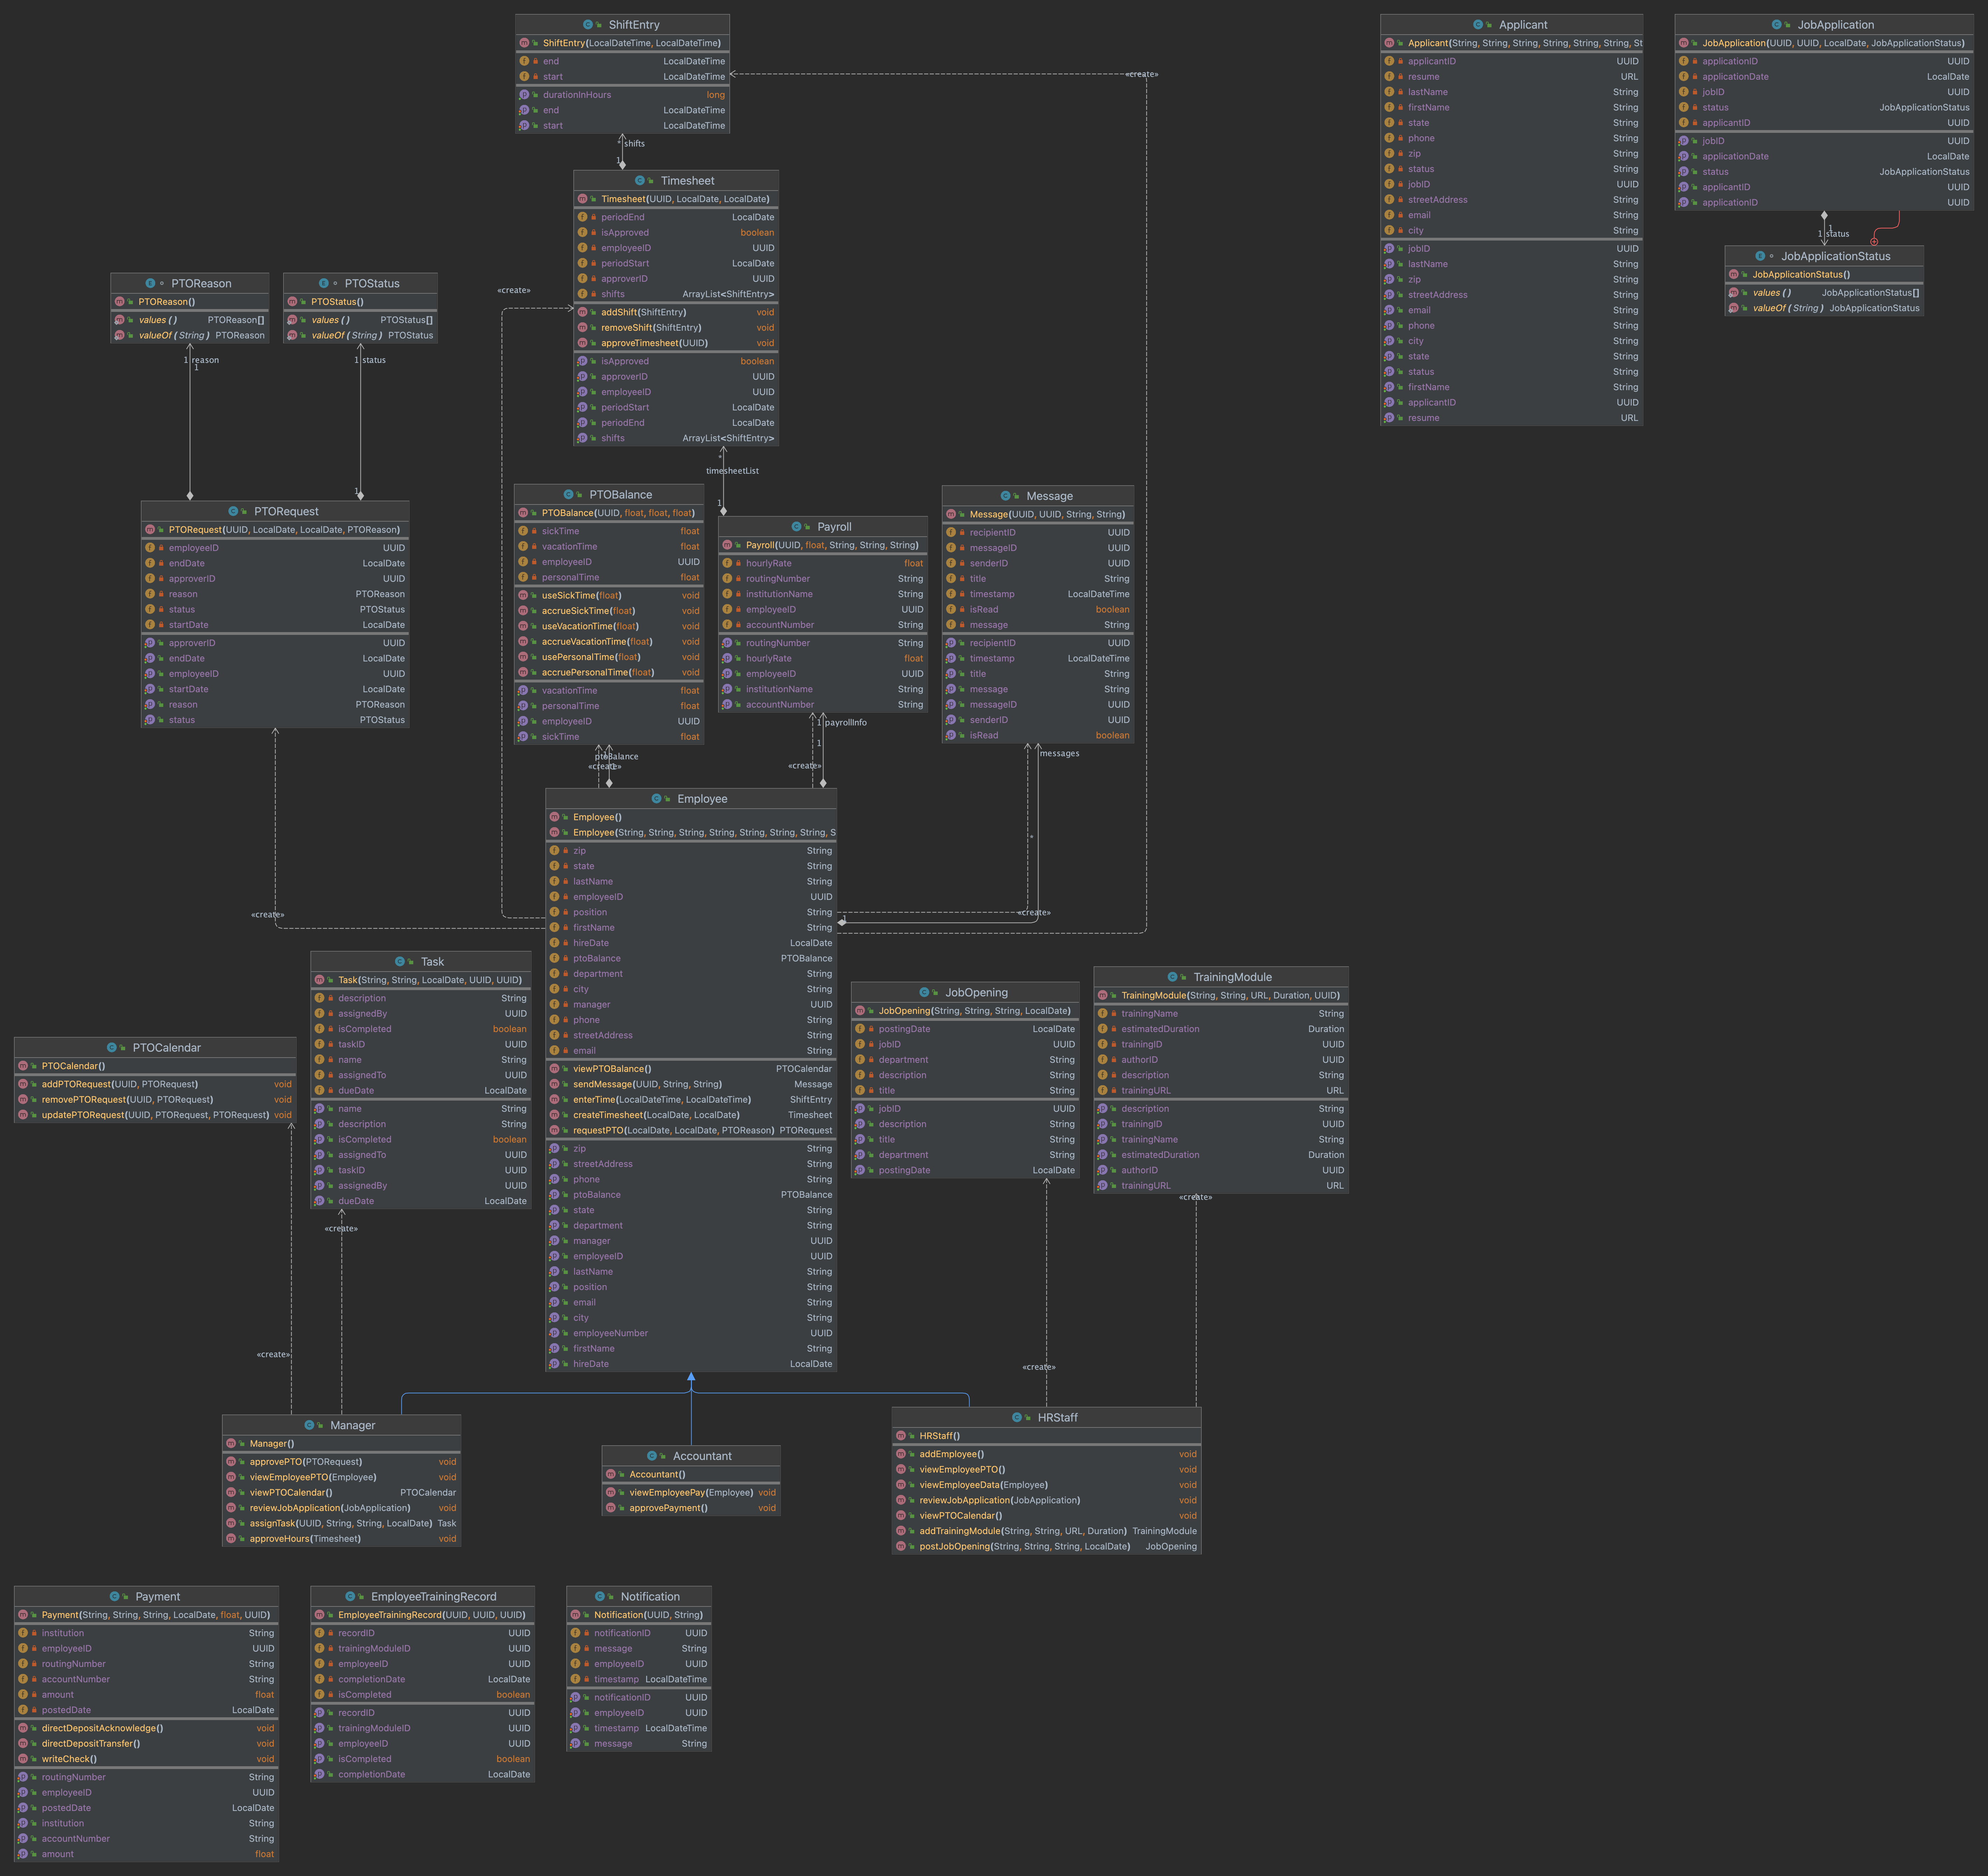 ShiftEntry
ShiftEntry(LocalDateTime, LocalDateTime)
end LocalDateTime
start LocalDateTime
durationInHours long
end LocalDateTime
start LocalDateTime
«create»
* shifts
1
Timesheet
Timesheet(UUID, LocalDate, LocalDate)
periodEnd LocalDate
isApproved boolean
employeeID UUID
periodStart LocalDate
approverID UUID
shifts ArrayList<ShiftEntry>
addShift(ShiftEntry) void
removeShift(ShiftEntry) void
approveTimesheet(UUID) void
isApproved boolean
approverID UUID
employeeID UUID
periodStart LocalDate
periodEnd LocalDate
shifts ArrayList<ShiftEntry>
«create»
*
timesheetList
1
Applicant
Applicant(String, String, String, String, String, String, St
applicantID UUID
resume URL
lastName String
firstName String
state String
phone String
zip String
status String
jobID UUID
streetAddress String
email String
city String
jobID UUID
lastName String
zip String
streetAddress String
email String
phone String
city String
state String
status String
firstName String
applicantID UUID
resume URL
JobApplication
JobApplication(UUID, UUID, LocalDate, JobApplicationStatus)
applicationID UUID
applicationDate LocalDate
jobID UUID
status JobApplicationStatus
applicantID UUID
jobID UUID
applicationDate LocalDate
status JobApplicationStatus
applicantID UUID
applicationID UUID
1
1 status
JobApplicationStatus
JobApplicationStatus()
values () JobApplicationStatus[]
valueOf (String) JobApplicationStatus
PTOReason
PTOReason()
values () PTOReason[]
valueOf (String) PTOReason
1 reason
1
PTOStatus
PTOStatus()
values () PTOStatus[]
valueOf (String) PTOStatus
1 status
1
PTORequest
PTORequest(UUID, LocalDate, LocalDate, PTOReason)
employeeID UUID
endDate LocalDate
approverID UUID
reason PTOReason
status PTOStatus
startDate LocalDate
approverID UUID
endDate LocalDate
employeeID UUID
startDate LocalDate
reason PTOReason
status PTOStatus
«create»
PTOBalance
PTOBalance(UUID, float, float, float)
sickTime float
vacationTime float
employeeID UUID
personalTime float
useSickTime(float) void
accrueSickTime(float) void
useVacationTime(float) void
accrueVacationTime(float) void
usePersonalTime(float) void
accruePersonalTime(float) void
vacationTime float
personalTime float
employeeID UUID
sickTime float
ptoBalance
«create»
Payroll
Payroll(UUID, float, String, String, String)
hourlyRate float
routingNumber String
institutionName String
employeeID UUID
accountNumber String
routingNumber String
hourlyRate float
employeeID UUID
institutionName String
accountNumber String
1 payrollInfo
1
«create»
Message
Message(UUID, UUID, String, String)
recipientID UUID
messageID UUID
senderID UUID
title String
timestamp LocalDateTime
isRead boolean
message String
recipientID UUID
timestamp LocalDateTime
title String
message String
messageID UUID
senderID UUID
isRead boolean
messages
*
«create»
1
Employee
Employee()
Employee(String, String, String, String, String, String, String, S
zip String
state String
lastName String
employeeID UUID
position String
firstName String
hireDate LocalDate
ptoBalance PTOBalance
department String
city String
manager UUID
phone String
streetAddress String
email String
viewPTOBalance() PTOCalendar
sendMessage(UUID, String, String) Message
enterTime(LocalDateTime, LocalDateTime) ShiftEntry
createTimesheet(LocalDate, LocalDate) Timesheet
requestPTO(LocalDate, LocalDate, PTOReason) PTORequest
zip String
streetAddress String
phone String
ptoBalance PTOBalance
state String
department String
manager UUID
employeeID UUID
lastName String
position String
email String
city String
employeeNumber UUID
firstName String
hireDate LocalDate
Task
Task(String, String, LocalDate, UUID, UUID)
description String
assignedBy UUID
isCompleted boolean
taskID UUID
name String
assignedTo UUID
dueDate LocalDate
name String
description String
isCompleted boolean
assignedTo UUID
taskID UUID
assignedBy UUID
dueDate LocalDate
«create»
PTOCalendar
PTOCalendar()
addPTORequest(UUID, PTORequest) void
removePTORequest(UUID, PTORequest) void
updatePTORequest(UUID, PTORequest, PTORequest) void
«create»
JobOpening
JobOpening(String, String, String, LocalDate)
postingDate LocalDate
jobID UUID
department String
description String
title String
jobID UUID
description String
title String
department String
postingDate LocalDate
«create»
TrainingModule
TrainingModule(String, String, URL, Duration, UUID)
trainingName String
estimatedDuration Duration
trainingID UUID
authorID UUID
description String
trainingURL URL
description String
trainingID UUID
trainingName String
estimatedDuration Duration
authorID UUID
trainingURL URL
«create»
Manager
Manager()
approvePTO(PTORequest) void
viewEmployeePTO(Employee) void
viewPTOCalendar() PTOCalendar
reviewJobApplication(JobApplication) void
assignTask(UUID, String, String, LocalDate) Task
approveHours(Timesheet) void
Accountant
Accountant()
viewEmployeePay(Employee) void
approvePayment() void
HRStaff
HRStaff()
addEmployee() void
viewEmployeePTO() void
viewEmployeeData(Employee) void
reviewJobApplication(JobApplication) void
viewPTOCalendar() void
addTrainingModule(String, String, URL, Duration) TrainingModule
postJobOpening(String, String, String, LocalDate) JobOpening
Payment
Payment(String, String, String, LocalDate, float, UUID)
institution String
employeeID UUID
routingNumber String
accountNumber String
amount float
postedDate LocalDate
directDepositAcknowledge() void
directDepositTransfer() void
writeCheck() void
routingNumber String
employeeID UUID
postedDate LocalDate
institution String
accountNumber String
amount float
EmployeeTrainingRecord
EmployeeTrainingRecord(UUID, UUID, UUID)
recordID UUID
trainingModuleID UUID
employeeID UUID
completionDate LocalDate
isCompleted boolean
recordID UUID
trainingModuleID UUID
employeeID UUID
isCompleted boolean
completionDate LocalDate
Notification
Notification(UUID, String)
notificationID UUID
message String
employeeID UUID
timestamp LocalDateTime
notificationID UUID
employeeID UUID
timestamp LocalDateTime
message String